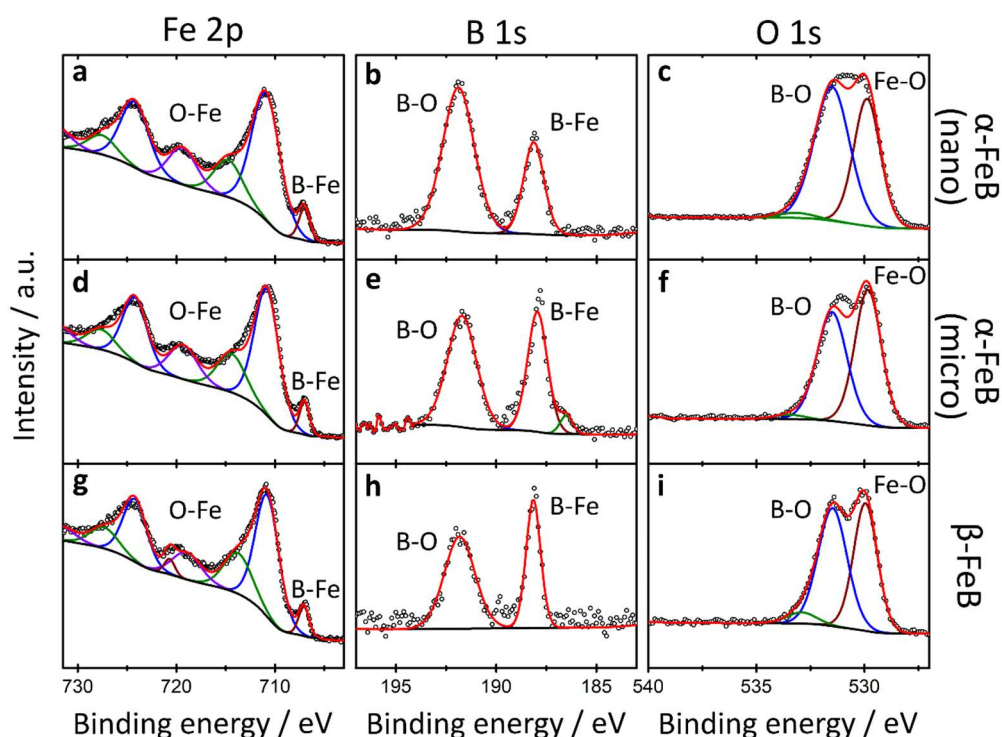 Fe 2p
B 1s
O 1s
a
O-Fe
B-Fe
b
B-O
B-Fe
c
B-O
Fe-O
α-FeB
(nano)
d
O-Fe
B-Fe
e
B-O
B-Fe
f
B-O
Fe-O
α-FeB
(micro)
g
O-Fe
B-Fe
h
B-O
B-Fe
i
B-O
Fe-O
β-FeB
Intensity / a.u.
730 720 710
195 190 185
540 535 530
Binding energy / eV
Binding energy / eV
Binding energy / eV